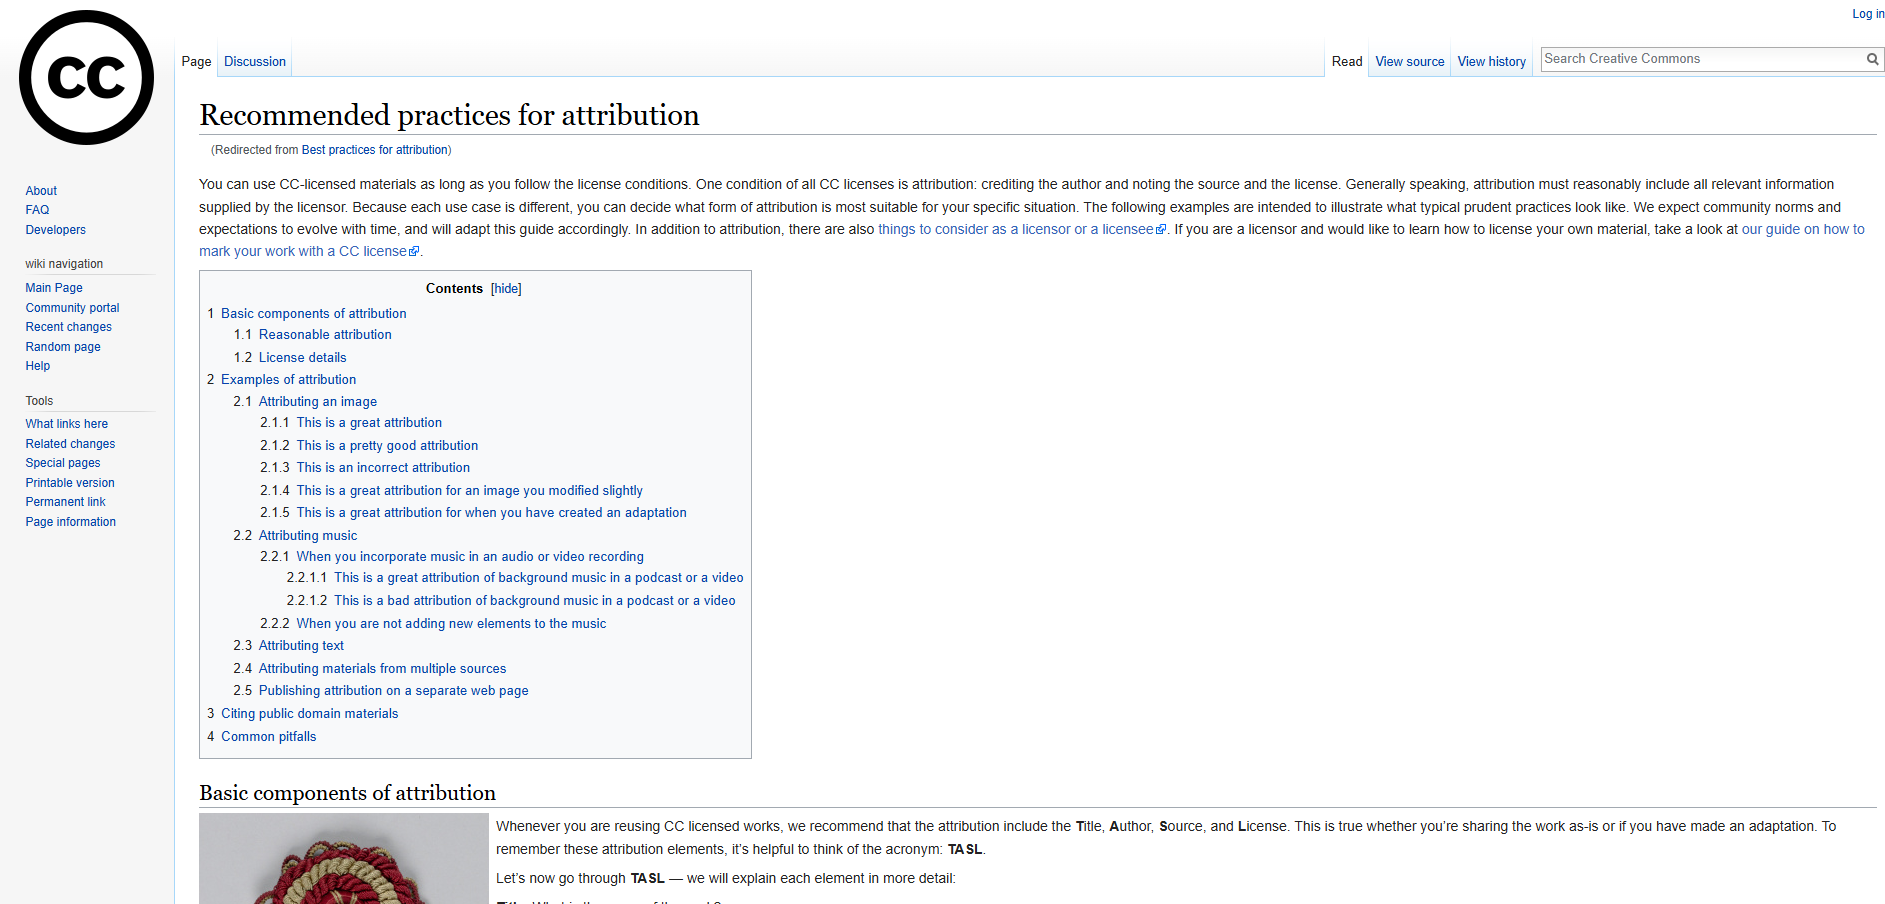 CC
Log in
Page Discussion Read View source View history Search Creative Commons
Recommended practices for attribution
(Redirected from Best practices for attribution)
You can use CC-licensed materials as long as you follow the license conditions. One condition of all CC licenses is attribution: crediting the author and noting the source and the license. Generally speaking, attribution must reasonably include all relevant information
supplied by the licensor. Because each use case is different, you can decide what form of attribution is most suitable for your specific situation. The following examples are intended to illustrate what typical prudent practices look like. We expect community norms and
expectations to evolve with time, and will adapt this guide accordingly. In addition to attribution, there are also things to consider as a licensor or a licensee. If you are a licensor and would like to learn how to license your own material, take a look at our guide on how to
mark your work with a CC license.
About
FAQ
Developers
wiki navigation
Main Page
Community portal
Recent changes
Random page
Help
Tools
What links here
Related changes
Special pages
Printable version
Permanent link
Page information
Contents [hide]
1 Basic components of attribution
1.1 Reasonable attribution
1.2 License details
2 Examples of attribution
2.1 Attributing an image
2.1.1 This is a great attribution
2.1.2 This is a pretty good attribution
2.1.3 This is an incorrect attribution
2.1.4 This is a great attribution for an image you modified slightly
2.1.5 This is a great attribution for when you have created an adaptation
2.2 Attributing music
2.2.1 When you incorporate music in an audio or video recording
2.2.1.1 This is a great attribution of background music in a podcast or a video
2.2.1.2 This is a bad attribution of background music in a podcast or a video
2.2.2 When you are not adding new elements to the music
2.3 Attributing text
2.4 Attributing materials from multiple sources
2.5 Publishing attribution on a separate web page
3 Citing public domain materials
4 Common pitfalls
Basic components of attribution
Whenever you are reusing CC licensed works, we recommend that the attribution include the Title, Author, Source, and License. This is true whether you’re sharing the work as-is or if you have made an adaptation. To
remember these attribution elements, it’s helpful to think of the acronym: TASL.
Let’s now go through TASL — we will explain each element in more detail: